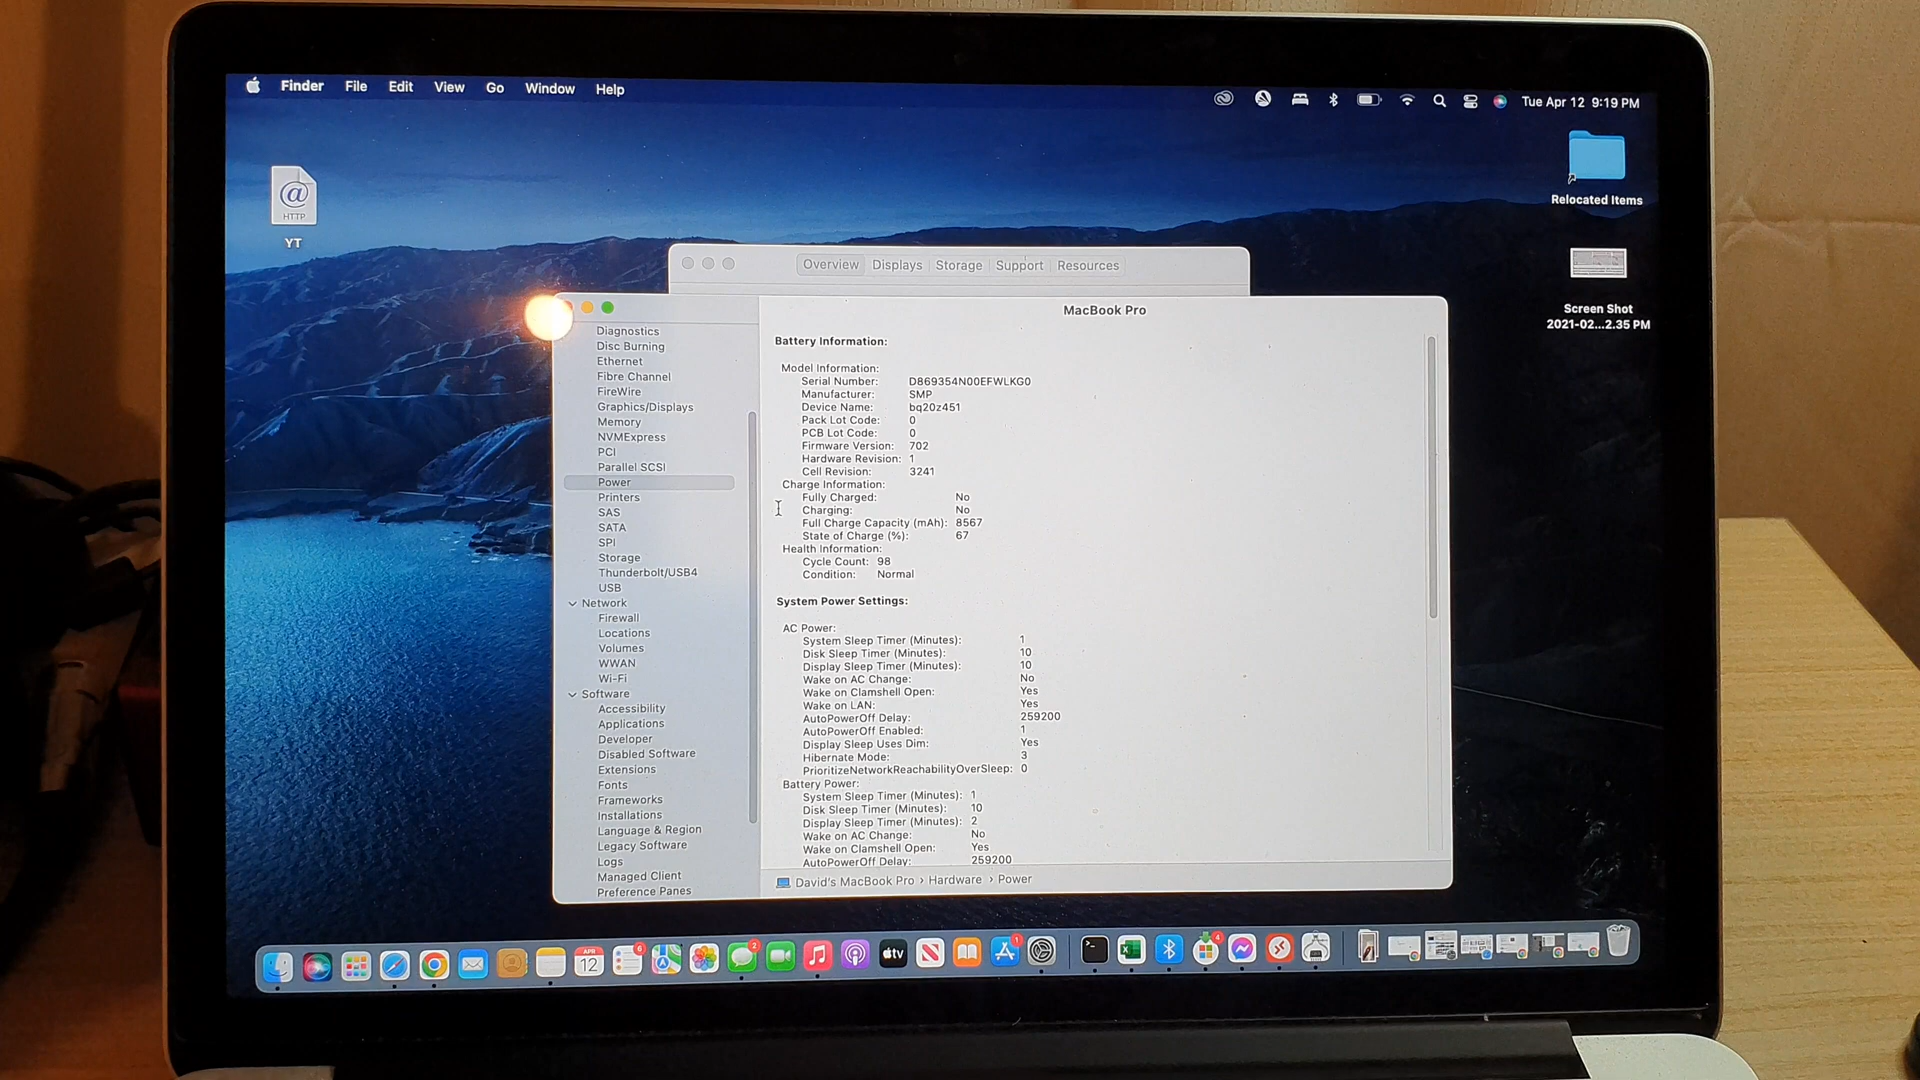 Finder File Edit View Go Window Help
Tue Apr 12 9:19 PM
HTTP
YT
Relocated Items
Screen Shot
2021-02...2.35 PM
Overview Displays Storage Support Resources
MacBook Pro
Diagnostics
Disc Burning
Ethernet
Fibre Channel
FireWire
Graphics/Displays
Memory
NVMExpress
PCI
Parallel SCSI
Power
Printers
SAS
SATA
SPI
Storage
Thunderbolt/USB4
USB
Network
Firewall
Locations
Volumes
WWAN
Wi-Fi
Software
Accessibility
Applications
Developer
Disabled Software
Extensions
Fonts
Frameworks
Installations
Language & Region
Legacy Software
Logs
Managed Client
Preference Panes
Battery Information:
Model Information:
Serial Number: D869354N00EFWLKG0
Manufacturer: SMP
Device Name: bq20z451
Pack Lot Code: 0
PCB Lot Code: 0
Firmware Version: 702
Hardware Revision: 1
Cell Revision: 3241
Charge Information:
Fully Charged: No
Charging: No
Full Charge Capacity (mAh): 8567
State of Charge (%): 67
Health Information:
Cycle Count: 98
Condition: Normal
System Power Settings:
AC Power:
System Sleep Timer (Minutes): 1
Disk Sleep Timer (Minutes): 10
Display Sleep Timer (Minutes): 10
Wake on AC Change: No
Wake on Clamshell Open: Yes
Wake on LAN: Yes
AutoPowerOff Delay: 259200
AutoPowerOff Enabled: 1
Display Sleep Uses Dim: Yes
Hibernate Mode: 3
PrioritizeNetworkReachabilityOverSleep: 0
Battery Power:
System Sleep Timer (Minutes): 1
Disk Sleep Timer (Minutes): 10
Display Sleep Timer (Minutes): 2
Wake on AC Change: No
Wake on Clamshell Open: Yes
AutoPowerOff Delay: 259200
David's MacBook Pro › Hardware › Power
APR
12
6
2
tv
1
4